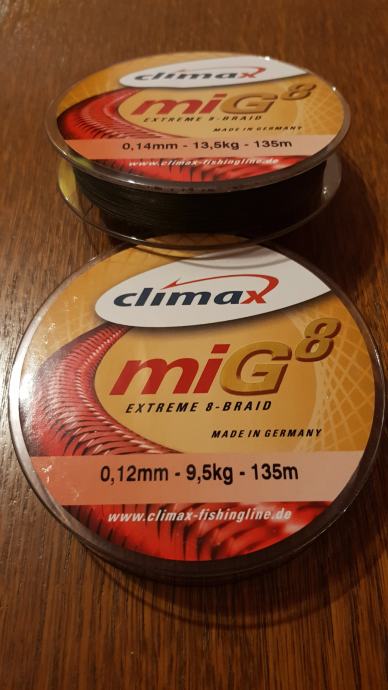 climax
miG8
EXTREME 8-BRAID
MADE IN GERMANY
0,14mm - 13,5kg - 135m
www.climax-fishingline.de
climax
miG8
EXTREME 8-BRAID
MADE IN GERMANY
0,12mm - 9,5kg - 135m
www.climax-fishingline.de